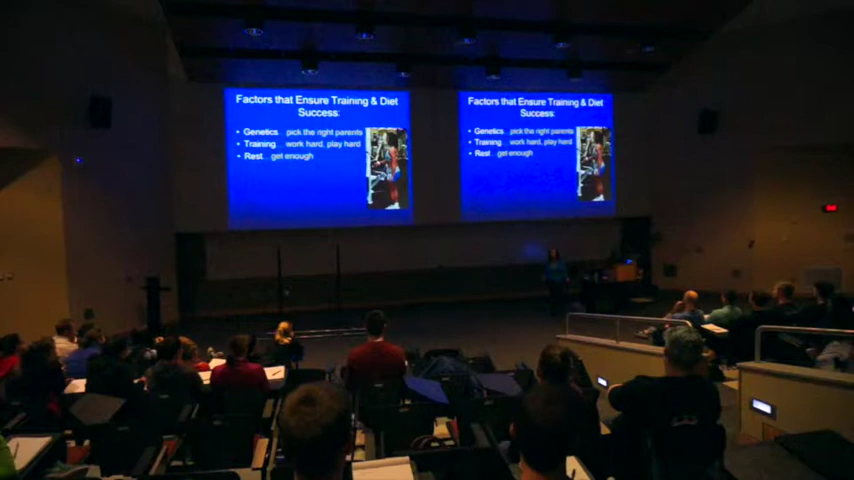 Factors that Ensure Training & Diet
Success:
• Genetics…pick the right parents
• Training… work hard, play hard
• Rest…get enough
Factors that Ensure Training & Diet
Success:
• Genetics…pick the right parents
• Training… work hard, play hard
• Rest…get enough